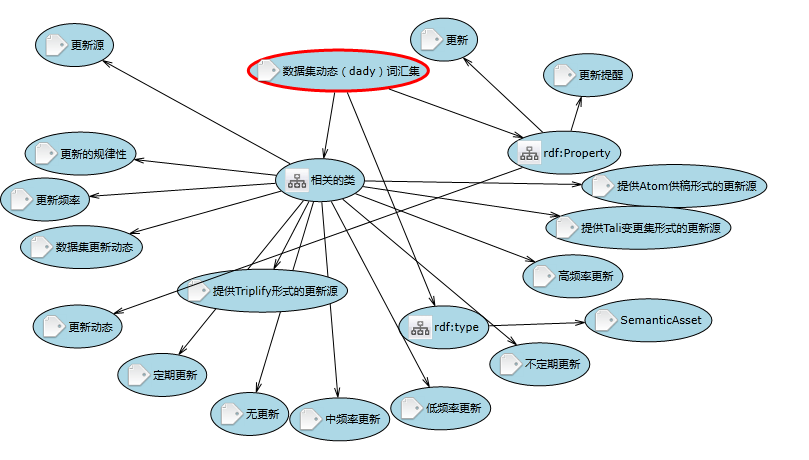 更新源
更新
数据集动态（dady）词汇集
更新提醒
更新的规律性
rdf:Property
相关的类
提供Atom供稿形式的更新源
更新频率
提供Tali变更集形式的更新源
数据集更新动态
高频率更新
提供Triplify形式的更新源
更新动态
rdf:type
SemanticAsset
定期更新
不定期更新
无更新
中频率更新
低频率更新